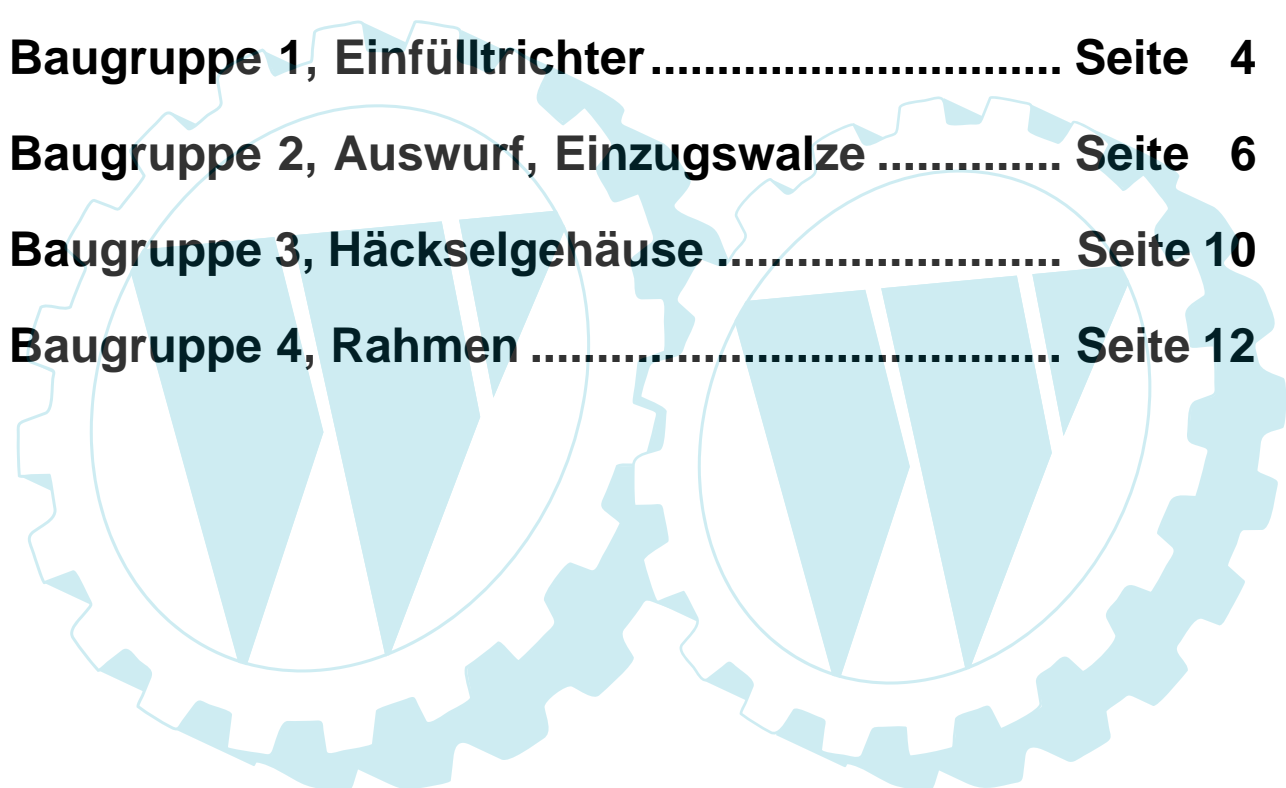 Baugruppe 1, Einfülltrichter............................... Seite 4
Baugruppe 2, Auswurf, Einzugswalze .............. Seite 6
Baugruppe 3, Häckselgehäuse .......................... Seite 10
Baugruppe 4, Rahmen ........................................ Seite 12